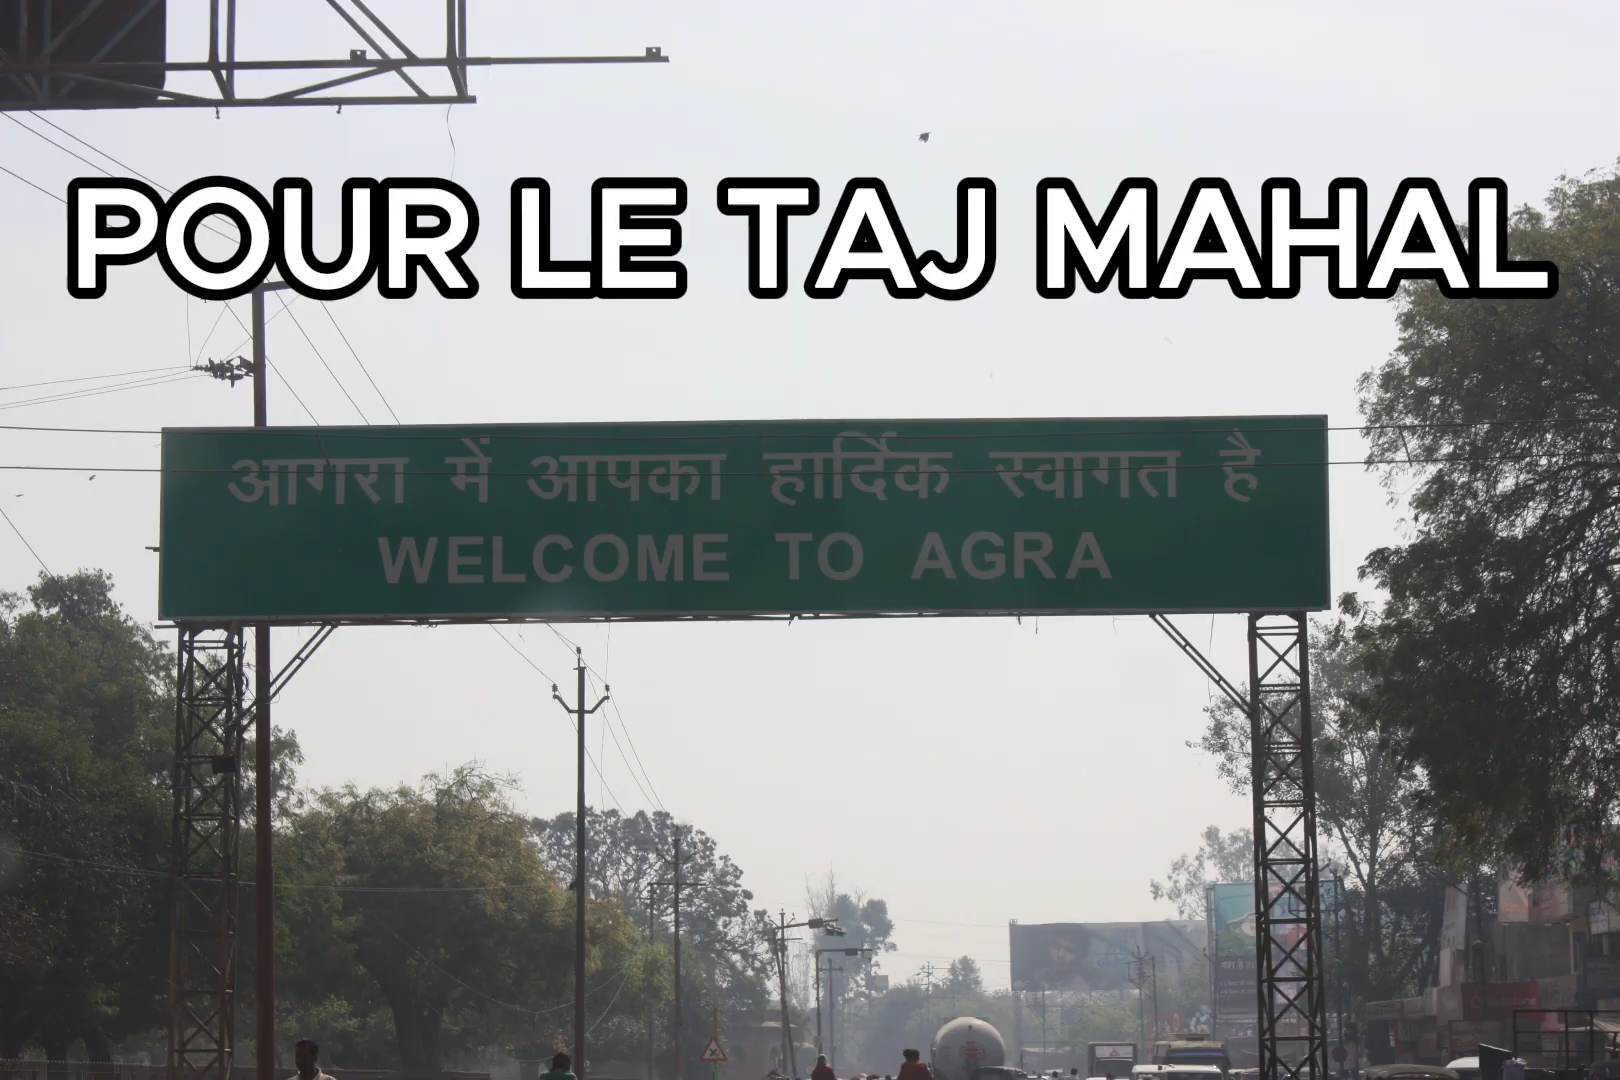 POUR LE TAJ MAHAL
आगरा में आपका हार्दिक स्वागत है
WELCOME TO AGRA